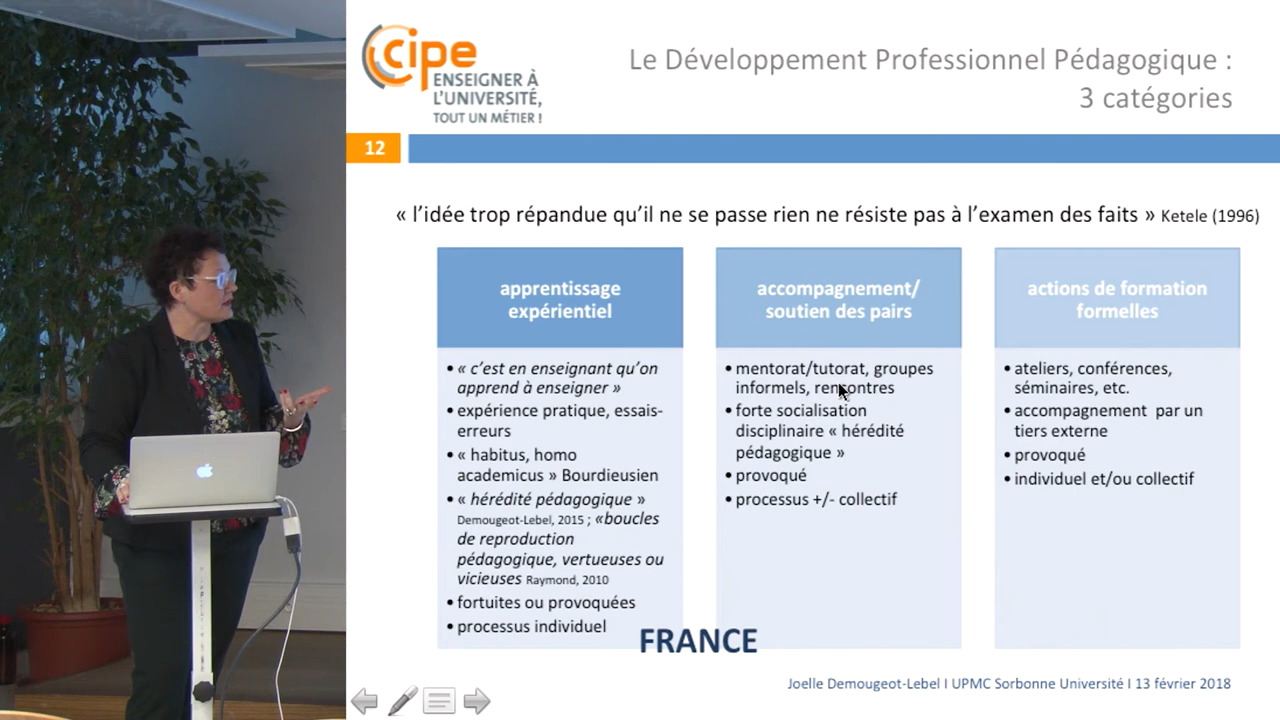 cipe
ENSEIGNER À
L'UNIVERSITÉ,
TOUT UN MÉTIER !
Le Développement Professionnel Pédagogique :
3 catégories
12
« l'idée trop répandue qu'il ne se passe rien ne résiste pas à l'examen des faits » Ketele (1996)
apprentissage
expérientiel
• « c'est en enseignant qu'on
apprend à enseigner »
• expérience pratique, essais-
erreurs
• « habitus, homo
academicus » Bourdieusien
• « hérédité pédagogique »
Demougeot-Lebel, 2015 ; «boucles
de reproduction
pédagogique, vertueuses ou
vicieuses Raymond, 2010
• fortuites ou provoquées
• processus individuel
accompagnement/
soutien des pairs
• mentorat/tutorat, groupes
informels, rencontres
• forte socialisation
disciplinaire « hérédité
pédagogique »
• provoqué
• processus +/- collectif
actions de formation
formelles
• ateliers, conférences,
séminaires, etc.
• accompagnement par un
tiers externe
• provoqué
• individuel et/ou collectif
FRANCE
Joelle Demougeot-Lebel I UPMC Sorbonne Université I 13 février 2018